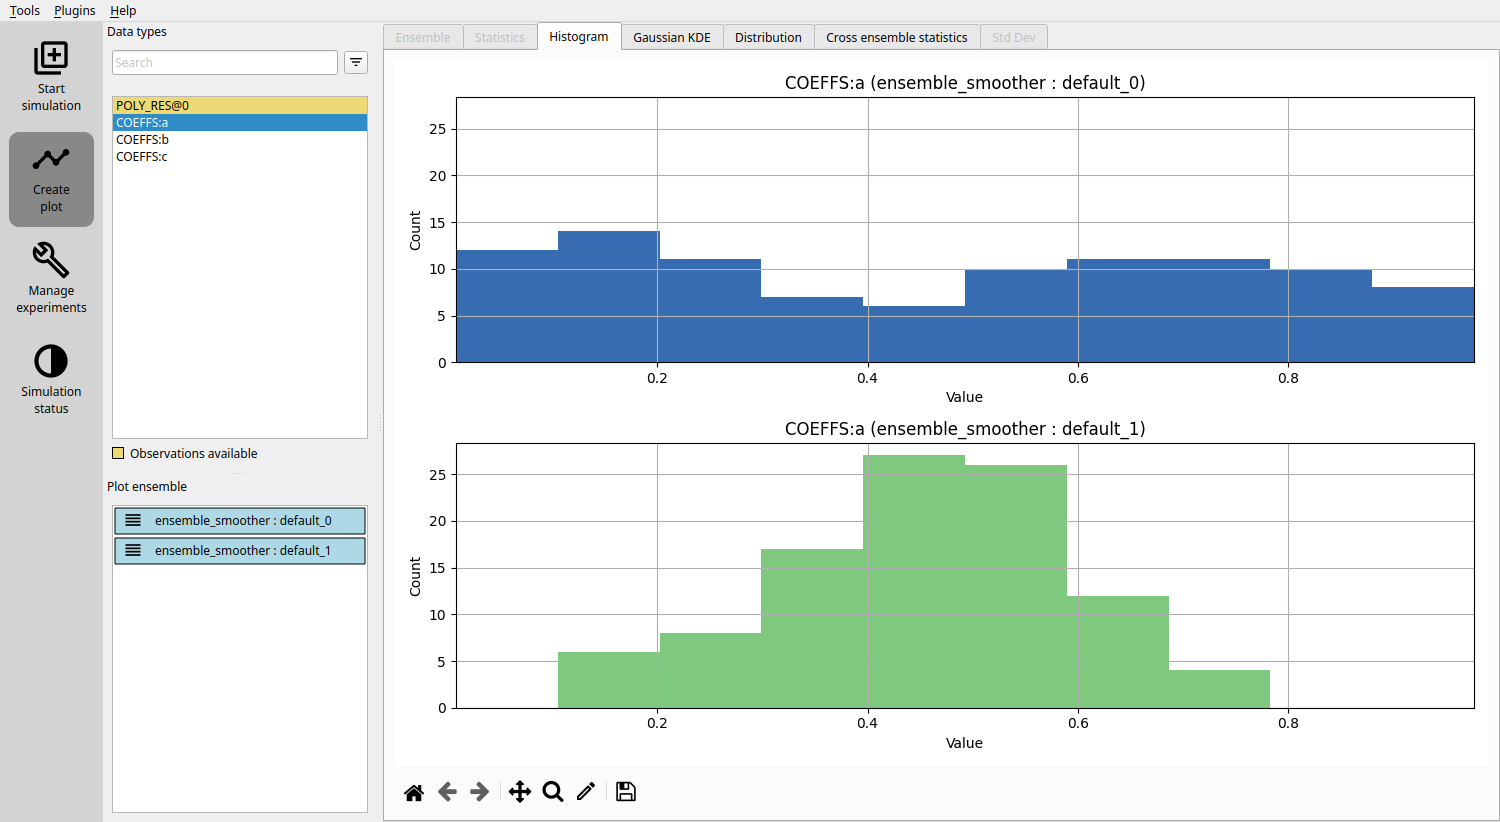 Tools Plugins Help
Start
simulation
Create
plot
Manage
experiments
Simulation
status
Data types
Search
POLY_RES@0
COEFFS:a
COEFFS:b
COEFFS:c
Observations available
Plot ensemble
ensemble_smoother : default_0
ensemble_smoother : default_1
Ensemble Statistics Histogram Gaussian KDE Distribution Cross ensemble statistics Std Dev
COEFFS:a (ensemble_smoother : default_0)
25
20
15
10
5
0
Count
0.2 0.4 0.6 0.8
Value
COEFFS:a (ensemble_smoother : default_1)
25
20
15
10
5
0
Count
0.2 0.4 0.6 0.8
Value